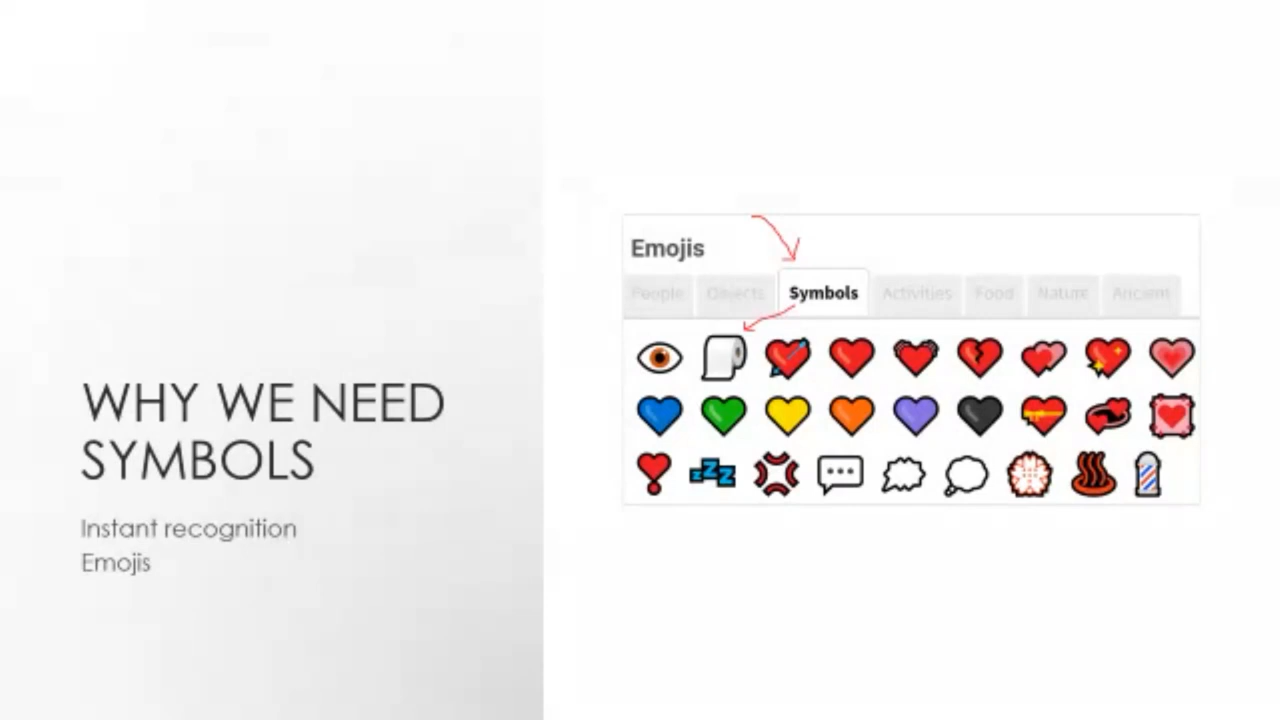 WHY WE NEED
SYMBOLS
Instant recognition
Emojis
Emojis
People Objects Symbols Activities Food Nature Ancient